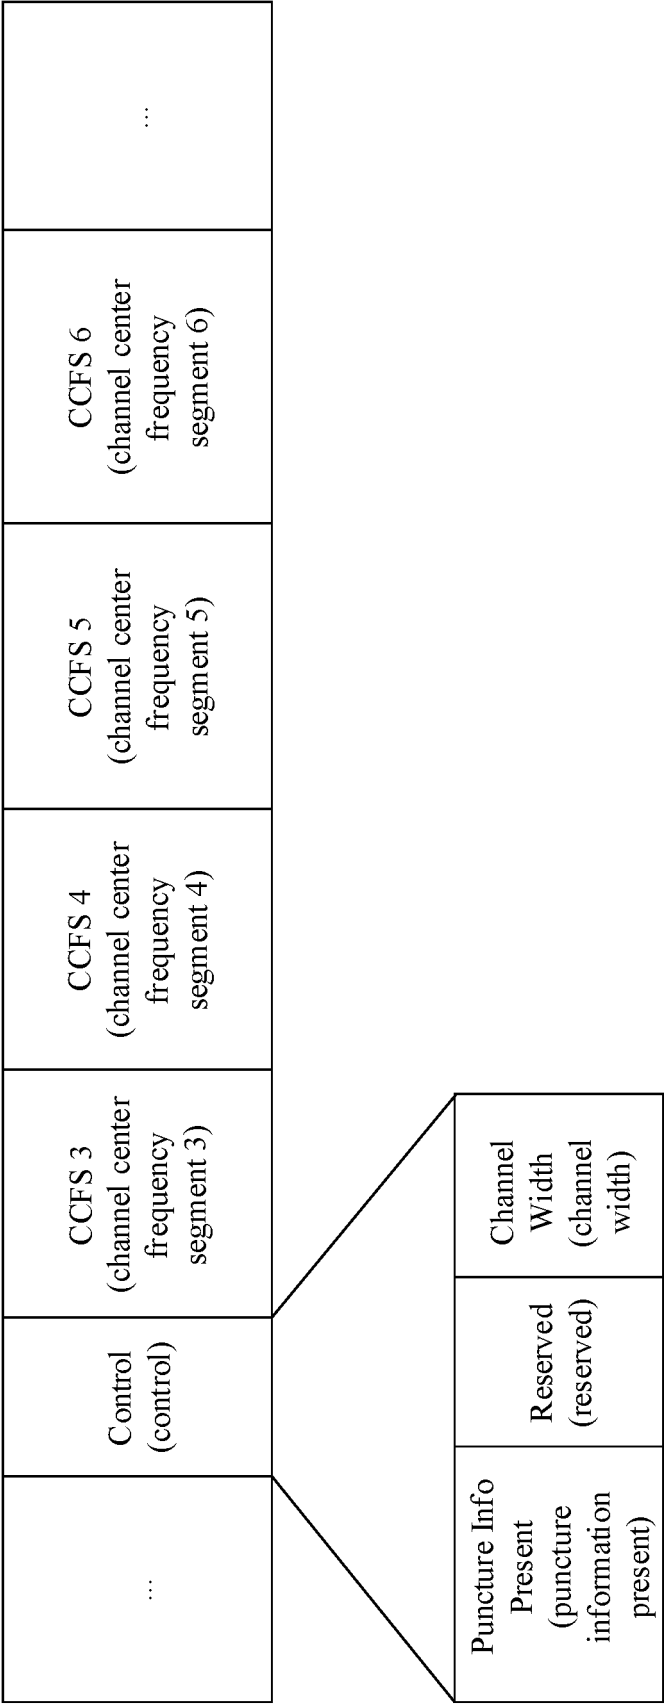 ...
Control
(control)
CCFS 3
(channel center
frequency
segment 3)
CCFS 4
(channel center
frequency
segment 4)
CCFS 5
(channel center
frequency
segment 5)
CCFS 6
(channel center
frequency
segment 6)
...
Puncture Info
Present
(puncture
information
present)
Reserved
(reserved)
Channel
Width
(channel
width)